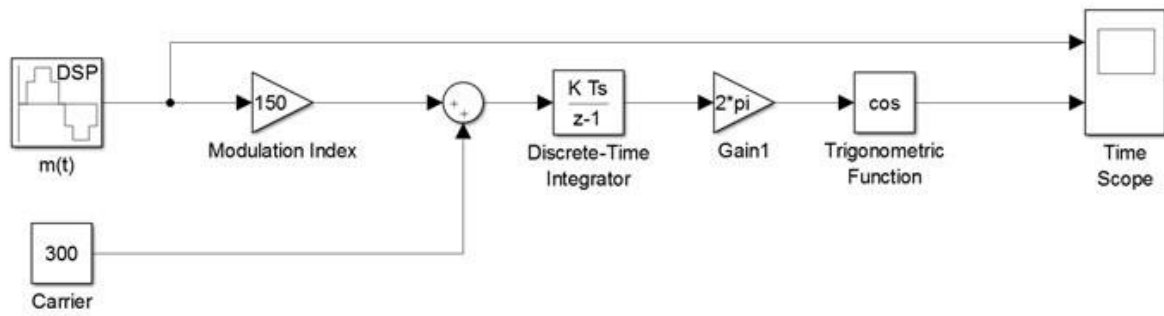 DSP
m(t)
150
Modulation Index
+
+
K Ts
z-1
Discrete-Time
Integrator
2*pi
Gain1
cos
Trigonometric
Function
Time
Scope
300
Carrier